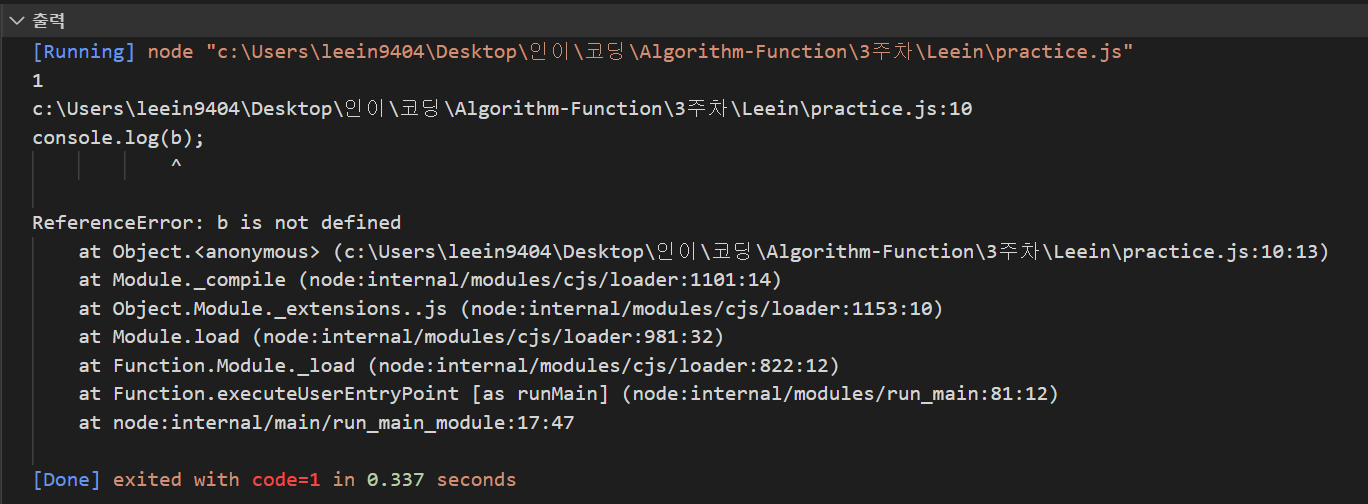 출력
[Running] node "c:\Users\leein9404\Desktop\인이\코딩\Algorithm-Function\3주차\Leein\practice.js"
1
c:\Users\leein9404\Desktop\인이\코딩\Algorithm-Function\3주차\Leein\practice.js:10
console.log(b);
            ^
ReferenceError: b is not defined
    at Object.<anonymous> (c:\Users\leein9404\Desktop\인이\코딩\Algorithm-Function\3주차\Leein\practice.js:10:13)
    at Module._compile (node:internal/modules/cjs/loader:1101:14)
    at Object.Module._extensions..js (node:internal/modules/cjs/loader:1153:10)
    at Module.load (node:internal/modules/cjs/loader:981:32)
    at Function.Module._load (node:internal/modules/cjs/loader:822:12)
    at Function.executeUserEntryPoint [as runMain] (node:internal/modules/run_main:81:12)
    at node:internal/main/run_main_module:17:47
[Done] exited with code=1 in 0.337 seconds